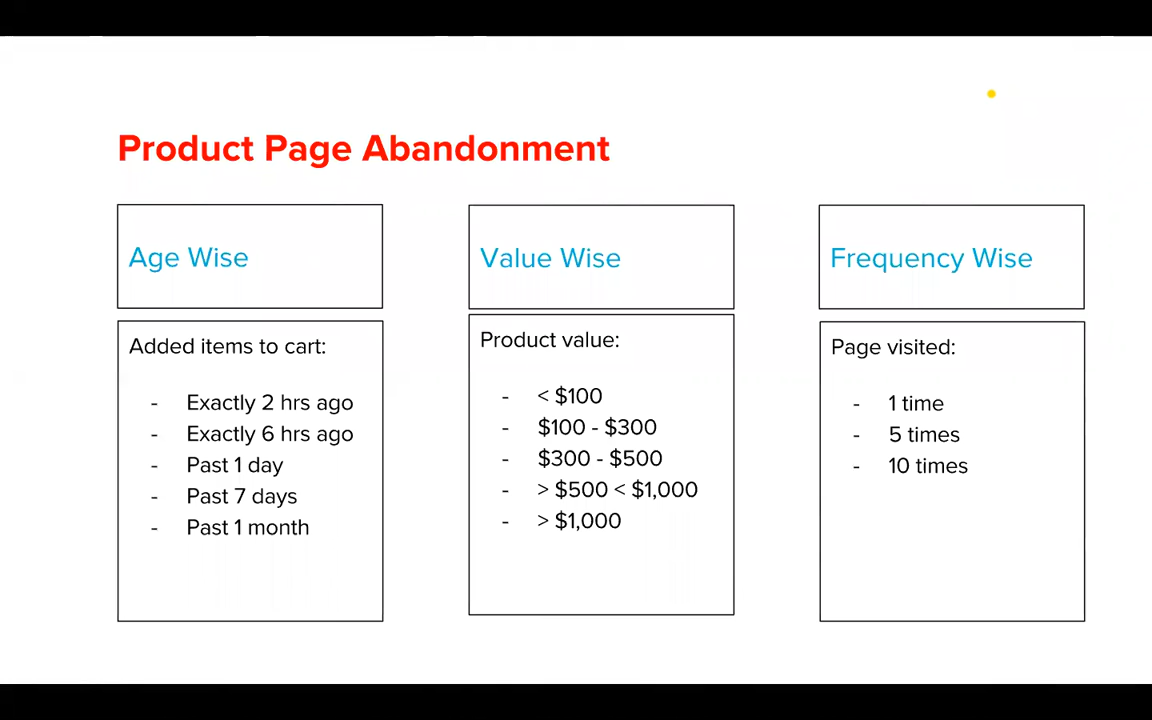 Product Page Abandonment
Age Wise
Added items to cart:
- Exactly 2 hrs ago
- Exactly 6 hrs ago
- Past 1 day
- Past 7 days
- Past 1 month
Value Wise
Product value:
- < $100
- $100 - $300
- $300 - $500
- > $500 < $1,000
- > $1,000
Frequency Wise
Page visited:
- 1 time
- 5 times
- 10 times